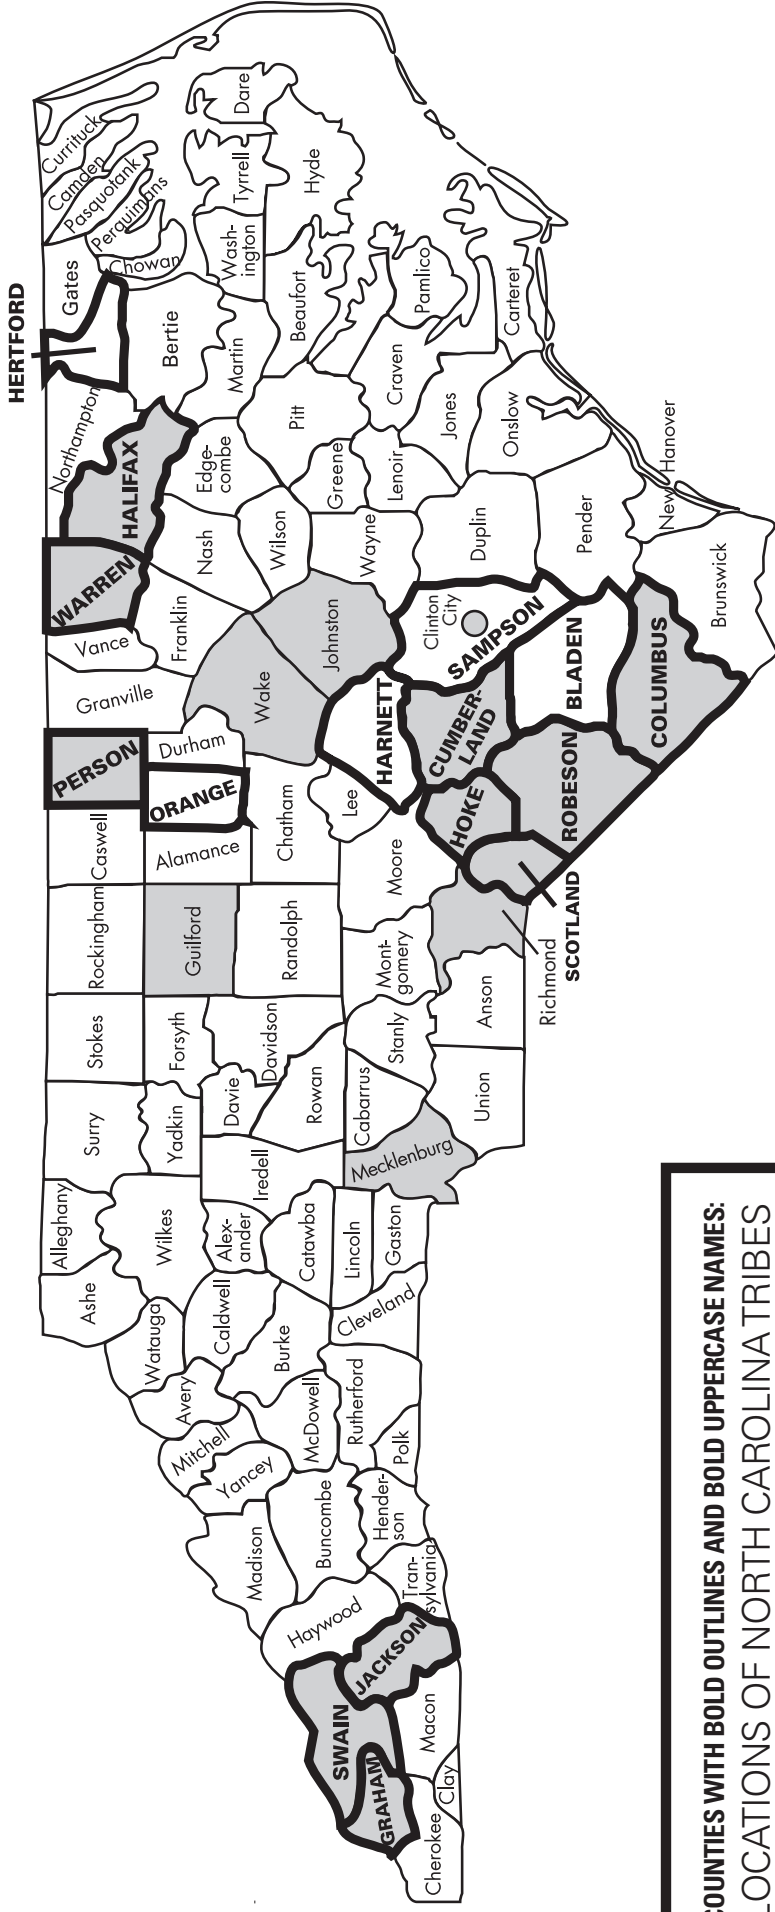 Cherokee
GRAHAM
Clay
SWAIN
Macon
JACKSON
Haywood
Tran-
sylvania
Madison
Buncombe
Hender-
son
Yancey
Mitchell
Polk
McDowell
Rutherford
Avery
Watauga
Burke
Caldwell
Cleveland
Ashe
Alleghany
Wilkes
Alex-
ander
Catawba
Lincoln
Gaston
Iredell
Surry
Yadkin
Davie
Rowan
Cabarrus
Mecklenburg
Stokes
Forsyth
Davidson
Stanly
Union
Anson
Rockingham
Guilford
Randolph
Mont-
gomery
Richmond
SCOTLAND
Caswell
Alamance
Chatham
Moore
Lee
HOKE
ROBESON
PERSON
ORANGE
Durham
Granville
Wake
HARNETT
CUMBER-
LAND
BLADEN
COLUMBUS
Vance
Franklin
Johnston
SAMPSON
Clinton
City
WARREN
HALIFAX
Nash
Wilson
Wayne
Duplin
Pender
Brunswick
New Hanover
Northampton
Edge-
combe
Pitt
Greene
Lenoir
Jones
Onslow
HERTFORD
Gates
Bertie
Martin
Beaufort
Craven
Pamlico
Carteret
Chowan
Perquimans
Pasquotank
Camden
Currituck
Wash-
ington
Tyrrell
Dare
Hyde
COUNTIES WITH BOLD OUTLINES AND BOLD UPPERCASE NAMES:
LOCATIONS OF NORTH CAROLINA TRIBES